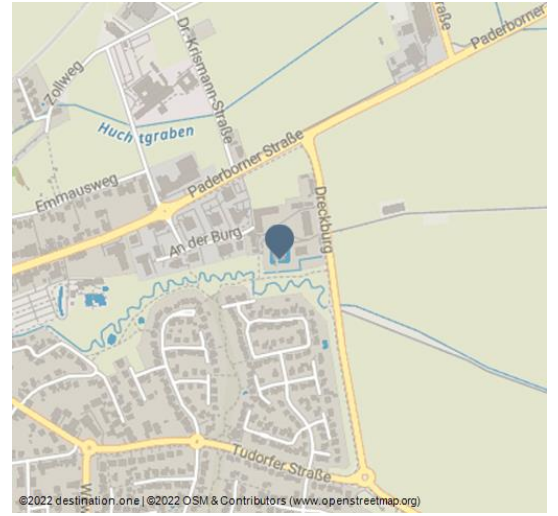 Straße
Paderborner
Dr.-Krismann-Straße
Zollweg
Huchtgraben
Paderborner Straße
Emmausweg
Dreckburg
An der Burg
Tudorfer Straße
©2022 destination.one | ©2022 OSM & Contributors (www.openstreetmap.org)